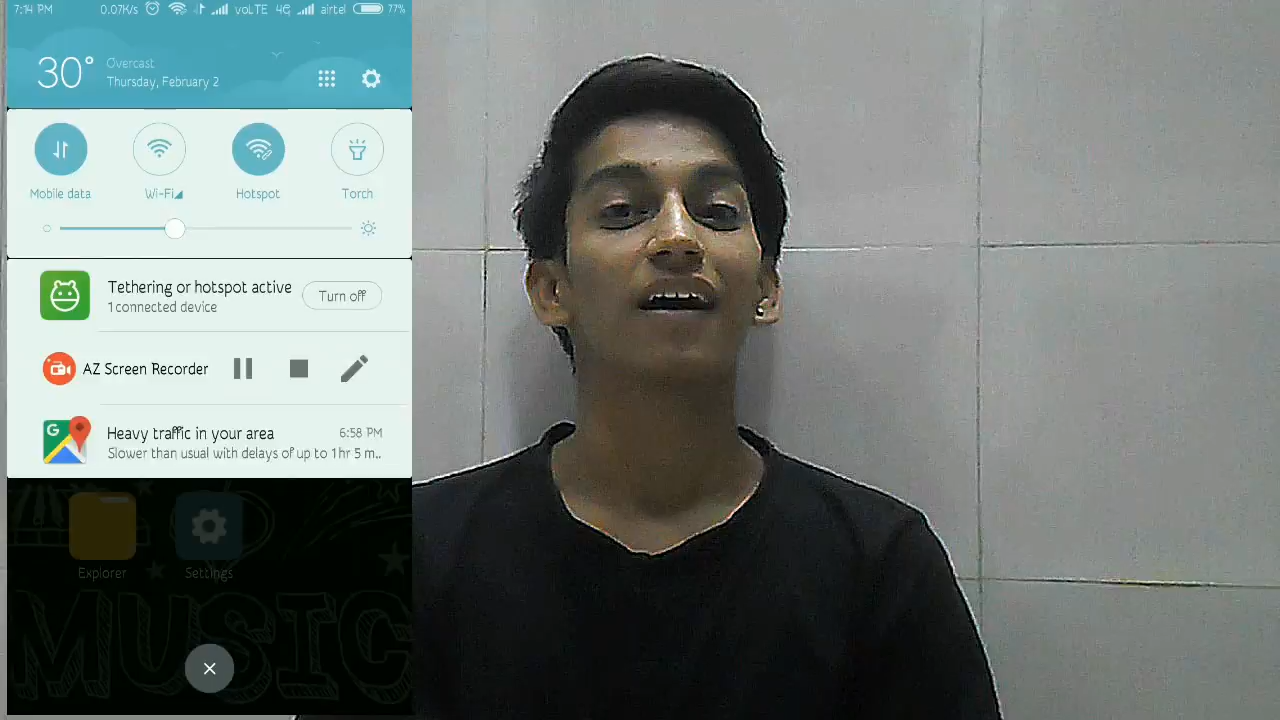 7:14 PM 0.07K/s VoLTE 4G airtel 77%
30° Overcast
Thursday, February 2
Mobile data Wi-Fi Hotspot Torch
Tethering or hotspot active Turn off
1 connected device
AZ Screen Recorder
G
Heavy traffic in your area 6:58 PM
Slower than usual with delays of up to 1 hr 5 m..
Explorer Settings
MUSIC